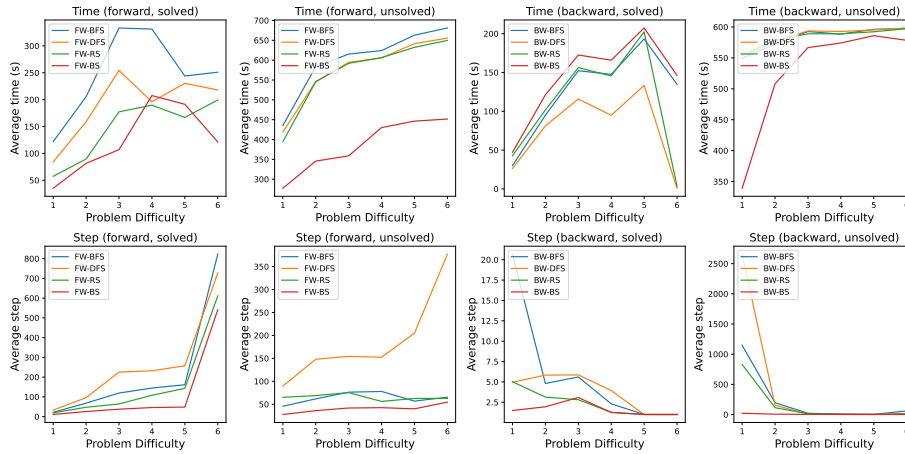 Time (forward, solved)
Average time (s)
300
250
200
150
100
50
FW-BFS
FW-DFS
FW-RS
FW-BS
1 2 3 4 5 6
Problem Difficulty
Time (forward, unsolved)
Average time (s)
700
650
600
550
500
450
400
350
300
FW-BFS
FW-DFS
FW-RS
FW-BS
1 2 3 4 5 6
Problem Difficulty
Time (backward, solved)
Average time (s)
200
150
100
50
0
BW-BFS
BW-DFS
BW-RS
BW-BS
1 2 3 4 5 6
Problem Difficulty
Time (backward, unsolved)
Average time (s)
600
550
500
450
400
350
BW-BFS
BW-DFS
BW-RS
BW-BS
1 2 3 4 5 6
Problem Difficulty
Step (forward, solved)
Average step
800
700
600
500
400
300
200
100
0
FW-BFS
FW-DFS
FW-RS
FW-BS
1 2 3 4 5 6
Problem Difficulty
Step (forward, unsolved)
Average step
350
300
250
200
150
100
50
FW-BFS
FW-DFS
FW-RS
FW-BS
1 2 3 4 5 6
Problem Difficulty
Step (backward, solved)
Average step
20.0
17.5
15.0
12.5
10.0
7.5
5.0
2.5
BW-BFS
BW-DFS
BW-RS
BW-BS
1 2 3 4 5 6
Problem Difficulty
Step (backward, unsolved)
Average step
2500
2000
1500
1000
500
0
BW-BFS
BW-DFS
BW-RS
BW-BS
1 2 3 4 5 6
Problem Difficulty